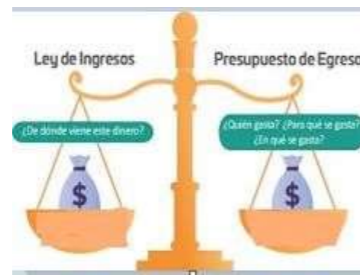 Ley de Ingresos
Presupuesto de Egreso
¿De dónde viene este dinero?
¿Quién gasta? ¿Para qué se gasta?
¿En qué se gasta?
$
$